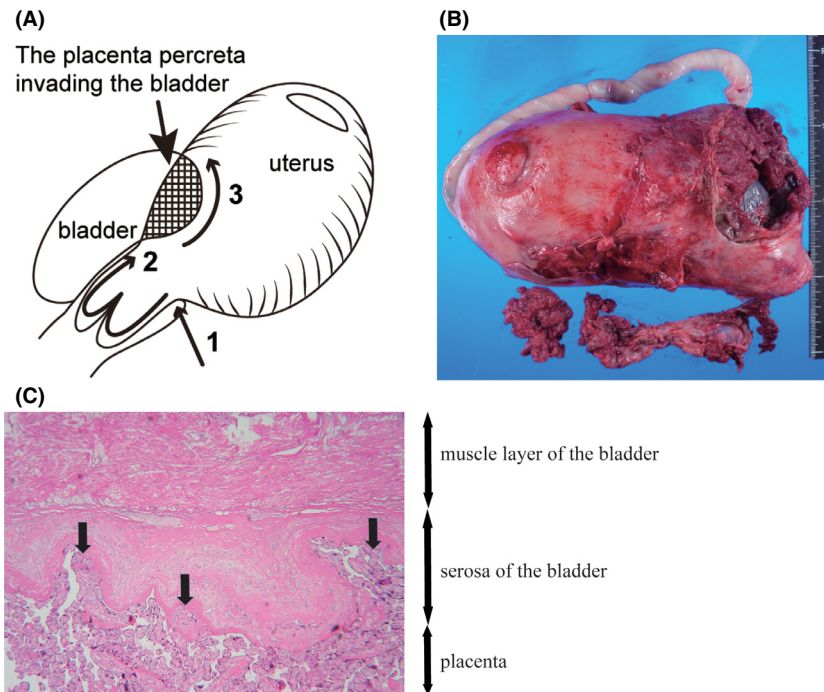 (A)
The placenta percreta
invading the bladder
uterus
bladder
3
2
1
(B)
(C)
muscle layer of the bladder
serosa of the bladder
placenta